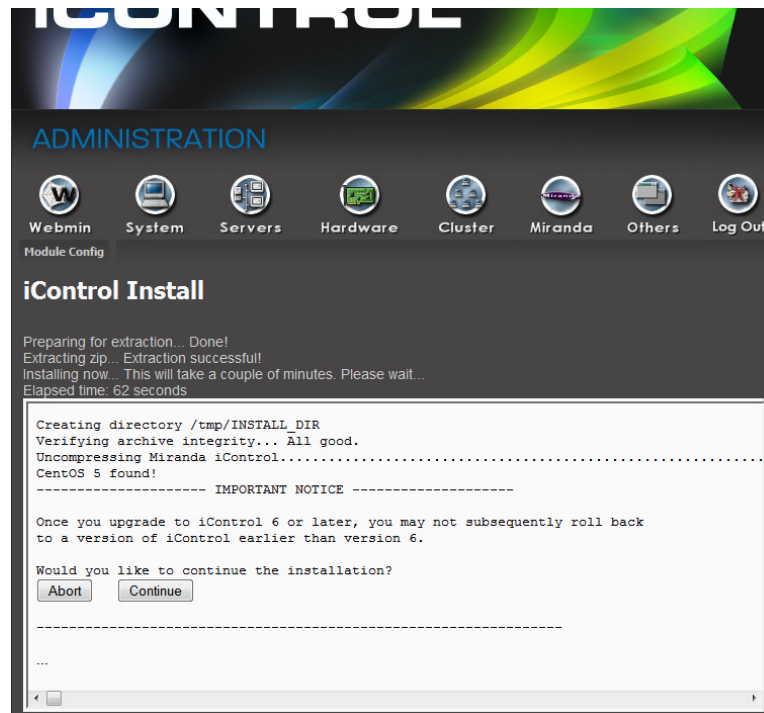 iCONTROL
ADMINISTRATION
Webmin System Servers Hardware Cluster Miranda Others Log Out
Module Config
iControl Install
Preparing for extraction... Done!
Extracting zip... Extraction successful!
Installing now... This will take a couple of minutes. Please wait...
Elapsed time: 62 seconds
Creating directory /tmp/INSTALL_DIR
Verifying archive integrity... All good.
Uncompressing Miranda iControl............................................................
CentOS 5 found!
--------------------- IMPORTANT NOTICE --------------------
Once you upgrade to iControl 6 or later, you may not subsequently roll back
to a version of iControl earlier than version 6.
Would you like to continue the installation?
Abort Continue
-----------------------------------------------------------------
...